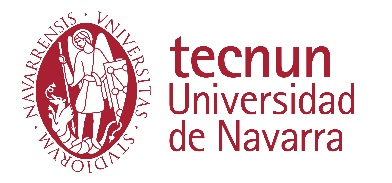 VNIVERSITAS · STVDIORVM · NAVARRENSIS ·
tecnun
Universidad
de Navarra